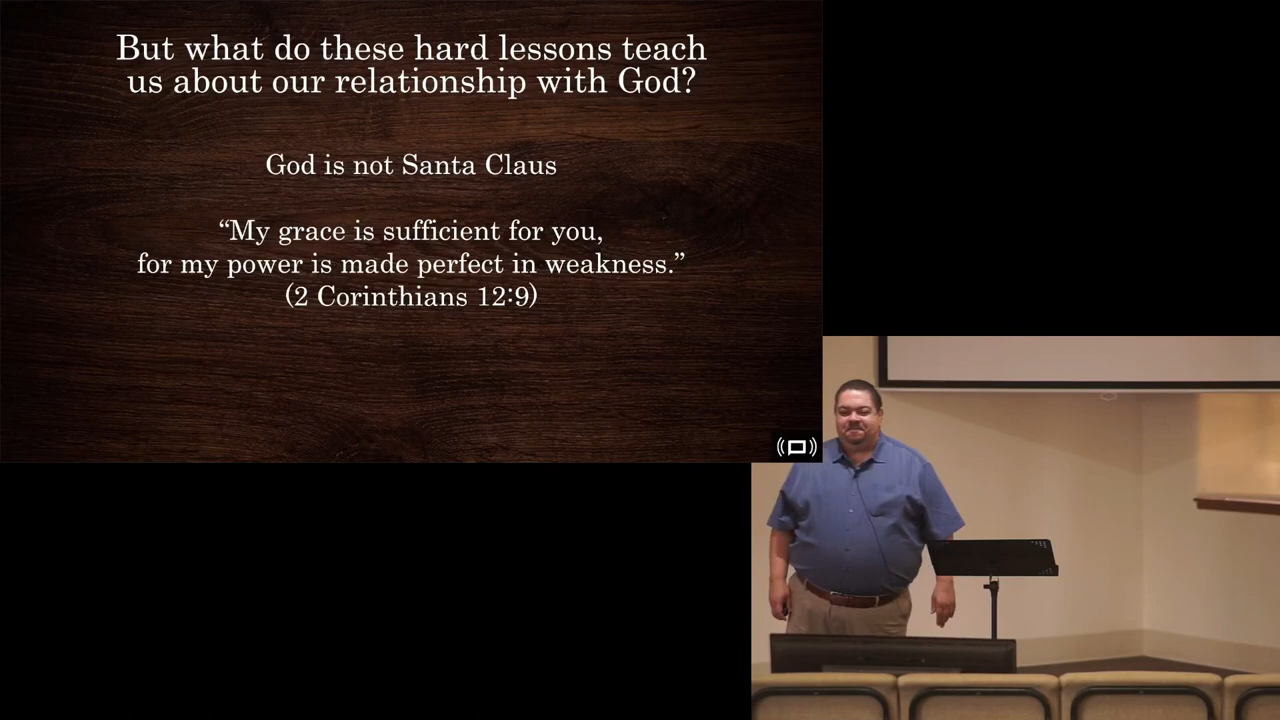 But what do these hard lessons teach
us about our relationship with God?
God is not Santa Claus
“My grace is sufficient for you,
for my power is made perfect in weakness.”
(2 Corinthians 12:9)